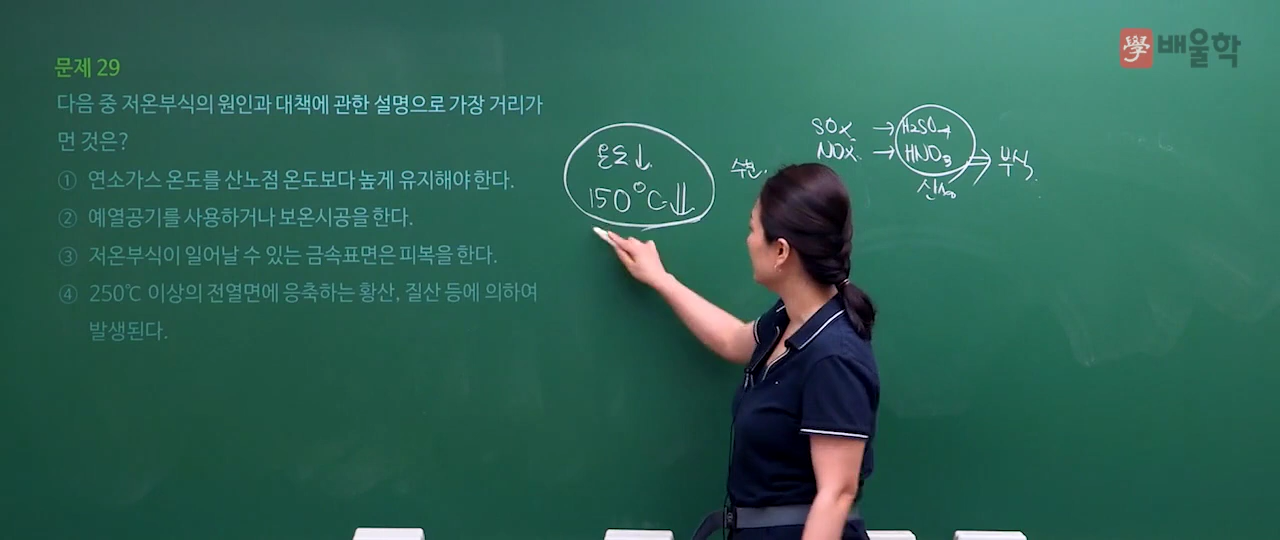 學배울학
문제 29
다음 중 저온부식의 원인과 대책에 관한 설명으로 가장 거리가
먼 것은?
① 연소가스 온도를 산노점 온도보다 높게 유지해야 한다.
② 예열공기를 사용하거나 보온시공을 한다.
③ 저온부식이 일어날 수 있는 금속표면은 피복을 한다.
④ 250℃ 이상의 전열면에 응축하는 황산, 질산 등에 의하여
발생된다.
온도↓
150°C↓↓
수분.
SOx → H₂SO₄
NOx → HNO₃ ⇒ 부식